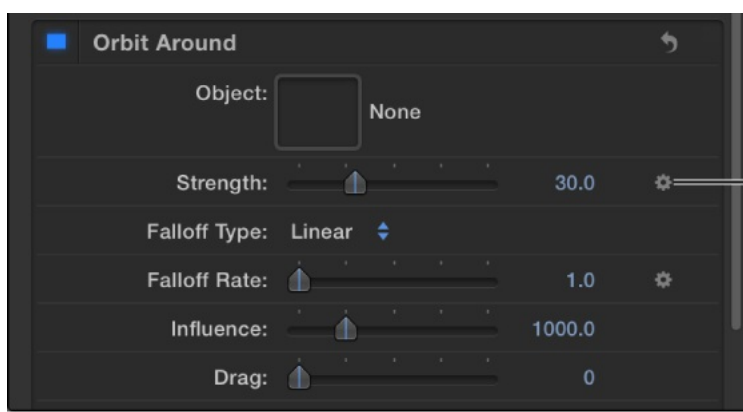 Orbit Around
Object:
None
Strength: 30.0
Falloff Type: Linear
Falloff Rate: 1.0
Influence: 1000.0
Drag: 0